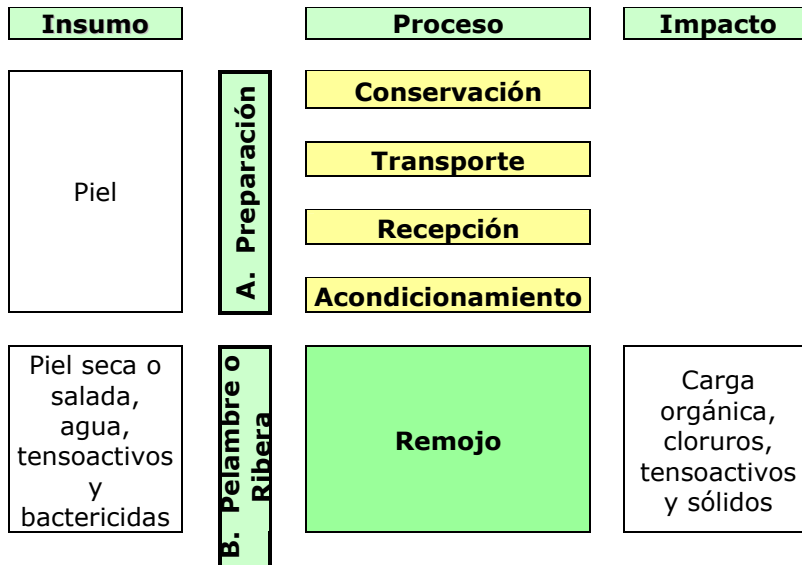 Insumo
Proceso
Impacto
Piel
A. Preparación
Conservación
Transporte
Recepción
Acondicionamiento
Piel seca o
salada,
agua,
tensoactivos
y
bactericidas
B. Pelambre o
Ribera
Remojo
Carga
orgánica,
cloruros,
tensoactivos
y sólidos